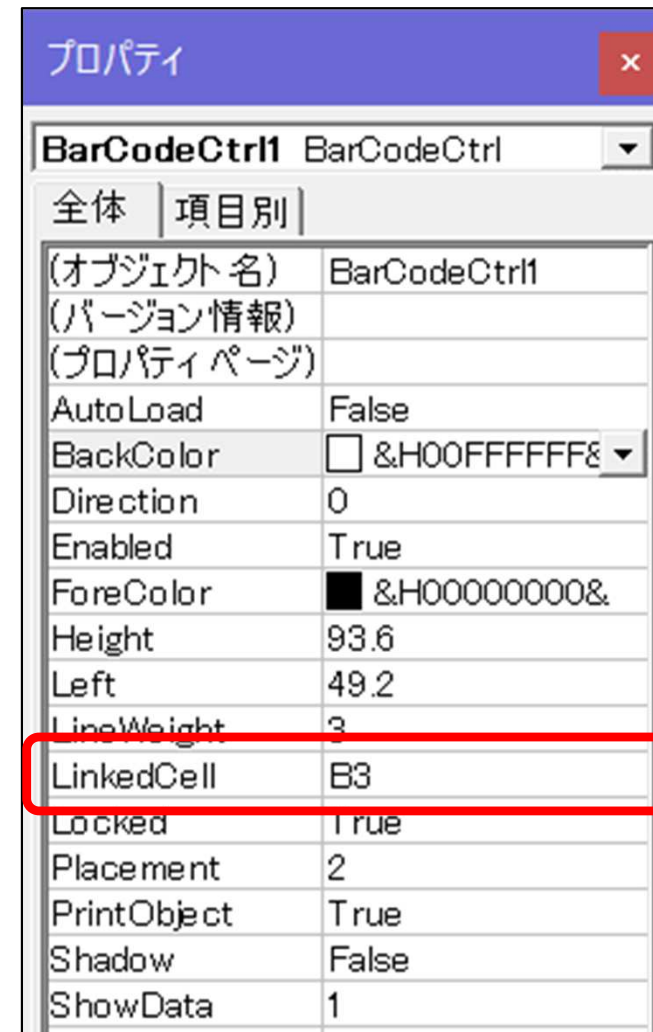 プロパティ ×
BarCodeCtrl1 BarCodeCtrl
全体 項目別
(オブジェクト名) BarCodeCtrl1
(バージョン情報)
(プロパティ ページ)
AutoLoad False
BackColor &H00FFFFFF&
Direction 0
Enabled True
ForeColor &H00000000&
Height 93.6
Left 49.2
LineWeight 3
LinkedCell B3
Locked True
Placement 2
PrintObject True
Shadow False
ShowData 1